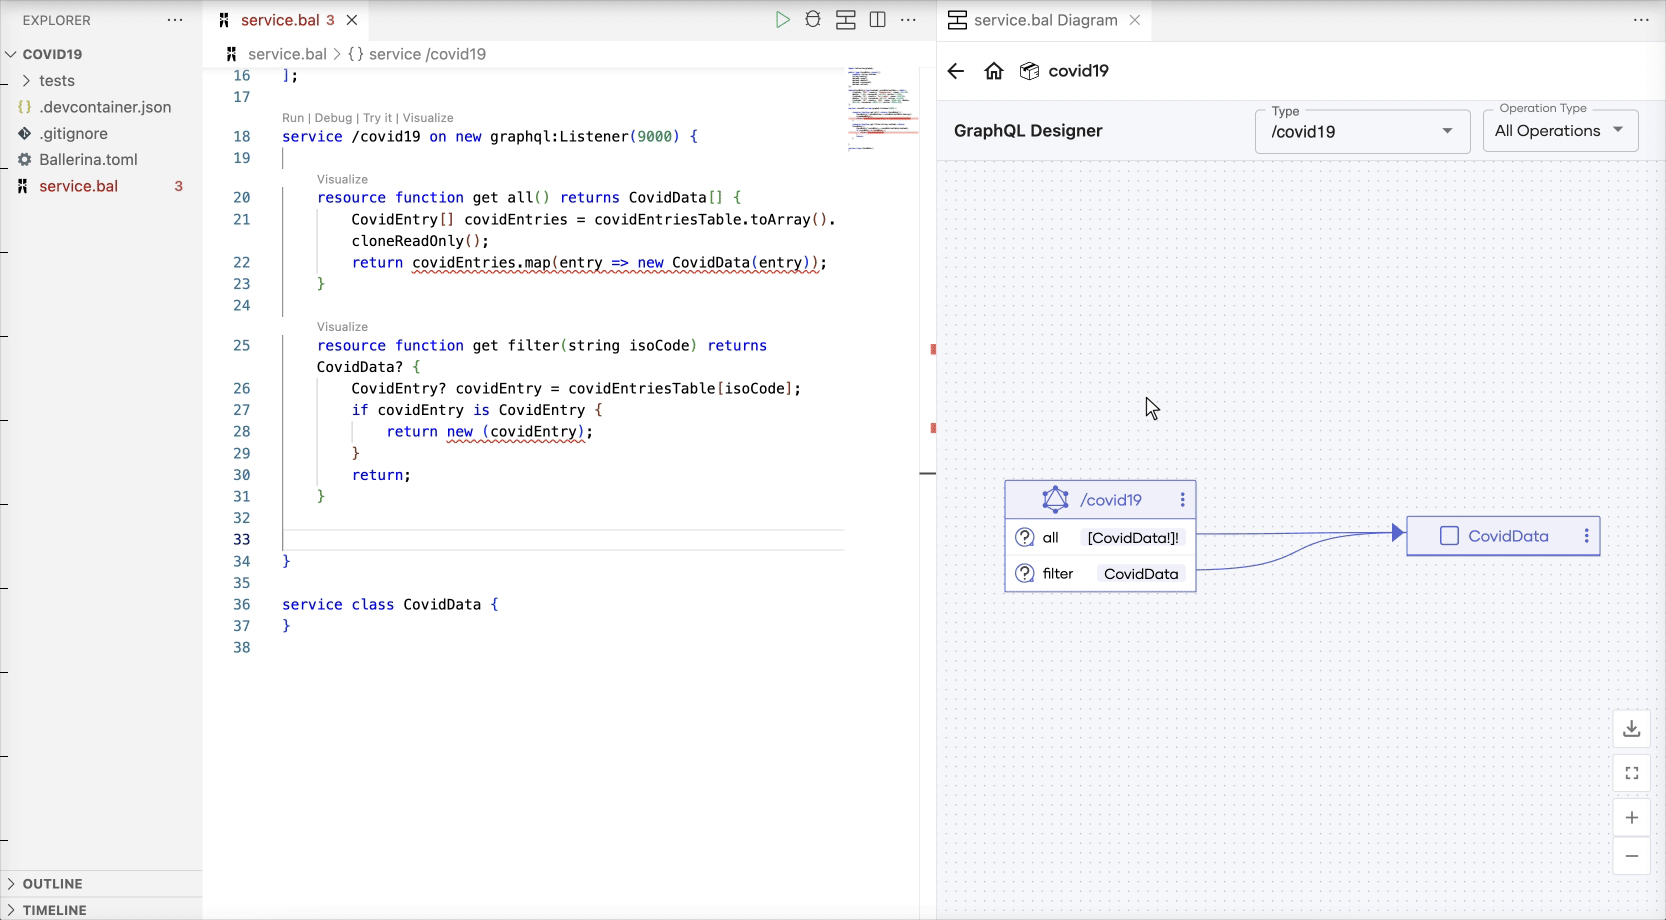 EXPLORER
COVID19
tests
.devcontainer.json
.gitignore
Ballerina.toml
service.bal 3
OUTLINE
TIMELINE
service.bal 3
service.bal > {} service /covid19
16 ];
17
Run | Debug | Try it | Visualize
18 service /covid19 on new graphql:Listener(9000) {
19
Visualize
20 resource function get all() returns CovidData[] {
21 CovidEntry[] covidEntries = covidEntriesTable.toArray().
cloneReadOnly();
22 return covidEntries.map(entry => new CovidData(entry));
23 }
24
Visualize
25 resource function get filter(string isoCode) returns
CovidData? {
26 CovidEntry? covidEntry = covidEntriesTable[isoCode];
27 if covidEntry is CovidEntry {
28 return new (covidEntry);
29 }
30 return;
31 }
32
33
34 }
35
36 service class CovidData {
37 }
38
service.bal Diagram
covid19
GraphQL Designer
Type
/covid19
Operation Type
All Operations
/covid19
all [CovidData!]!
filter CovidData
CovidData